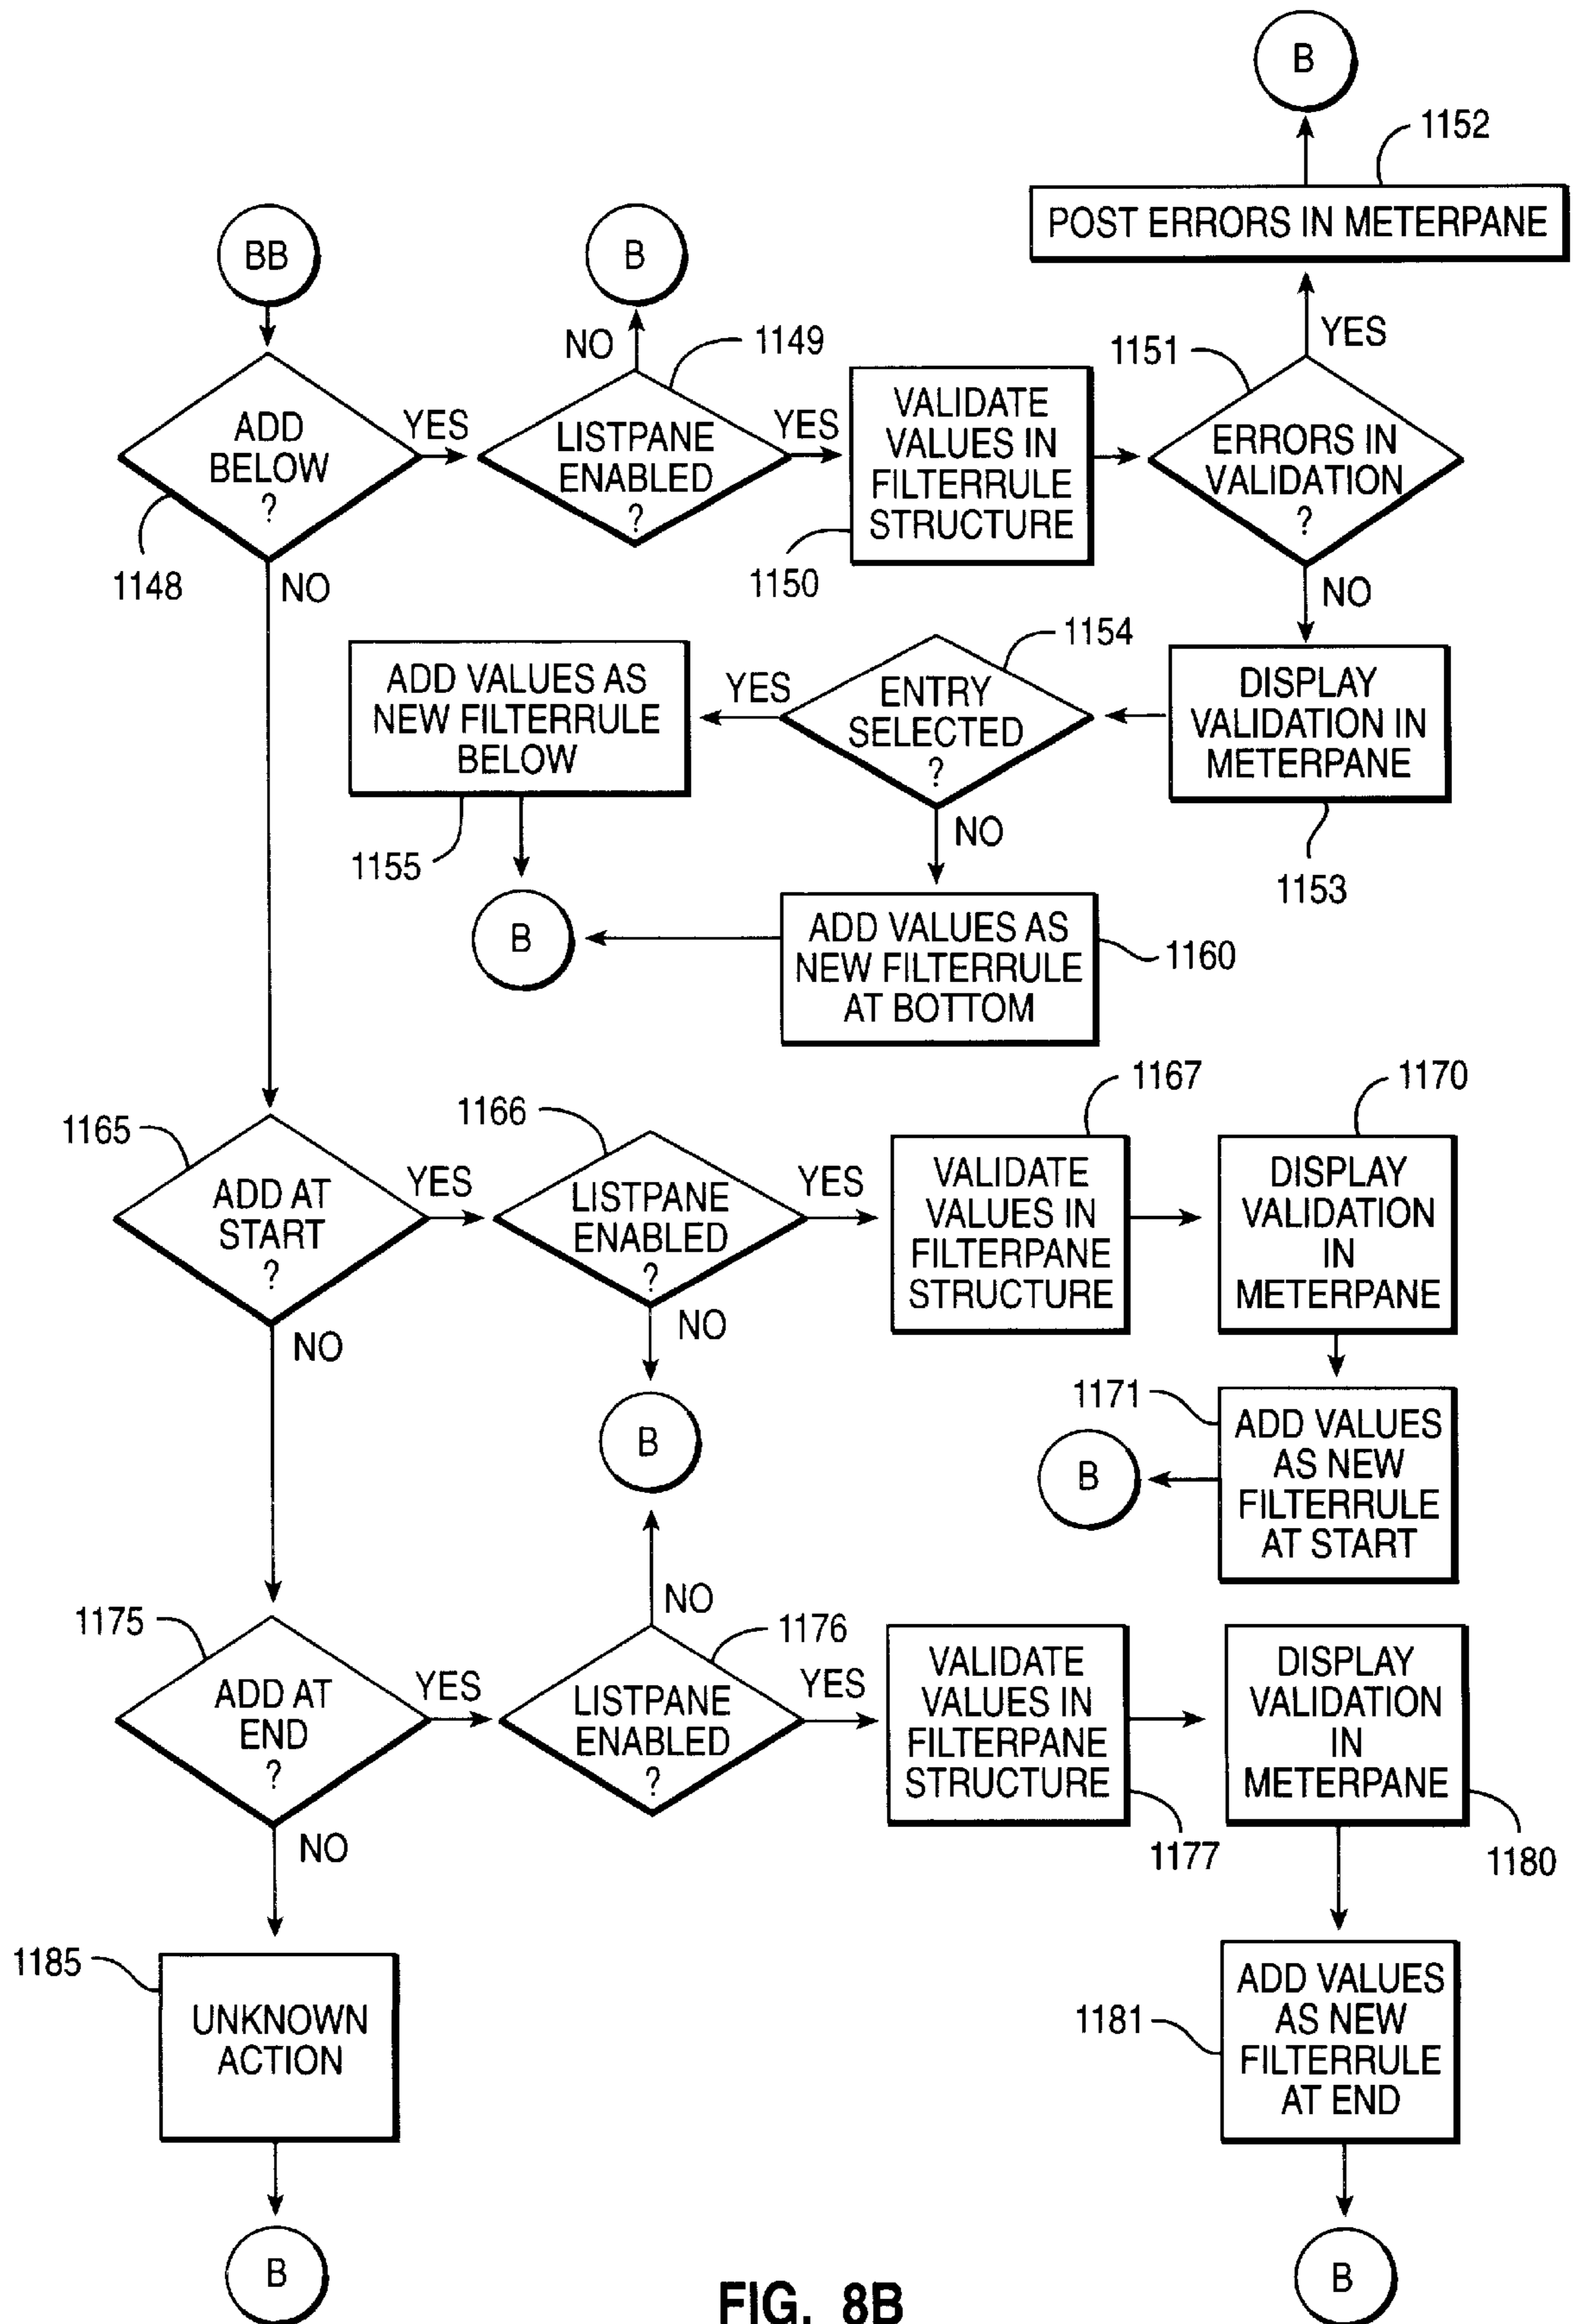 B
1152
POST ERRORS IN METERPANE
BB
B
NO
1149
1151
YES
ADD
BELOW
?
YES
LISTPANE
ENABLED
?
YES
VALIDATE
VALUES IN
FILTERRULE
STRUCTURE
ERRORS IN
VALIDATION
?
1148
NO
1150
NO
ADD VALUES AS
NEW FILTERRULE
BELOW
YES
ENTRY
SELECTED
?
1154
DISPLAY
VALIDATION IN
METERPANE
1155
NO
1153
B
ADD VALUES AS
NEW FILTERRULE
AT BOTTOM
1160
1165
1166
1167
1170
ADD AT
START
?
YES
LISTPANE
ENABLED
?
YES
VALIDATE
VALUES IN
FILTERPANE
STRUCTURE
DISPLAY
VALIDATION
IN
METERPANE
NO
NO
B
1171
B
ADD VALUES
AS NEW
FILTERRULE
AT START
NO
1175
1176
ADD AT
END
?
YES
LISTPANE
ENABLED
?
YES
VALIDATE
VALUES IN
FILTERPANE
STRUCTURE
DISPLAY
VALIDATION
IN
METERPANE
NO
1177
1180
1185
UNKNOWN
ACTION
1181
ADD VALUES
AS NEW
FILTERRULE
AT END
B
B
FIG. 8B